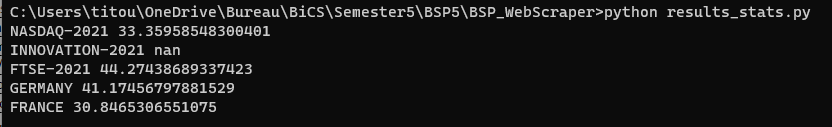 C:\Users\titou\OneDrive\Bureau\BiCS\Semester5\BSP5\BSP_WebScraper>python results_stats.py
NASDAQ-2021 33.35958548300401
INNOVATION-2021 nan
FTSE-2021 44.27438689337423
GERMANY 41.17456797881529
FRANCE 30.8465306551075